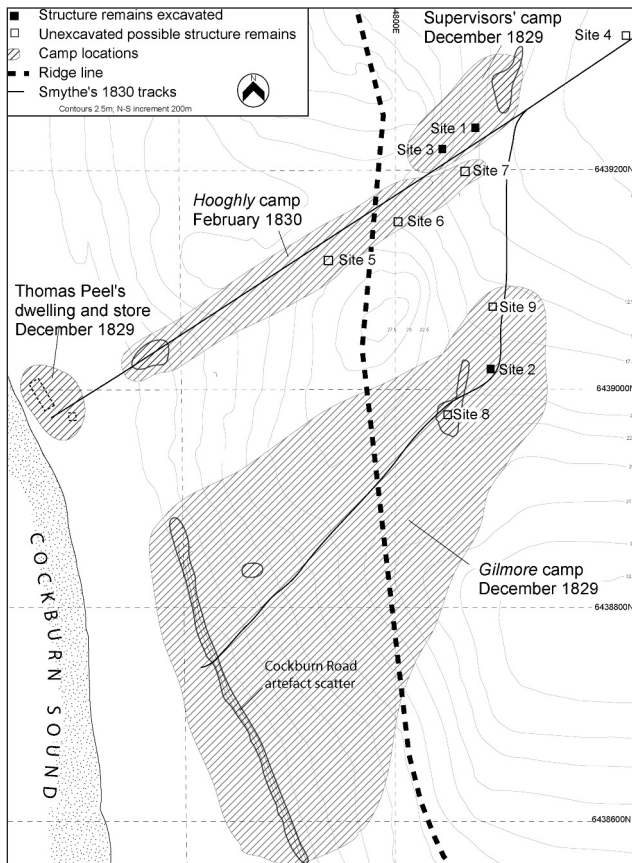 Structure remains excavated
Unexcavated possible structure remains
Camp locations
Ridge line
Smythe's 1830 tracks
Contours 2.5m; N-S increment 200m
N
4800E
Supervisors' camp
December 1829
Site 4
Site 1
Site 3
6439200N
Site 7
Hooghly camp
February 1830
Site 6
Site 5
Thomas Peel's
dwelling and store
December 1829
Site 9
Site 2
6439000N
Site 8
COCKBURN SOUND
Gilmore camp
December 1829
6438800N
Cockburn Road
artefact scatter
6438600N